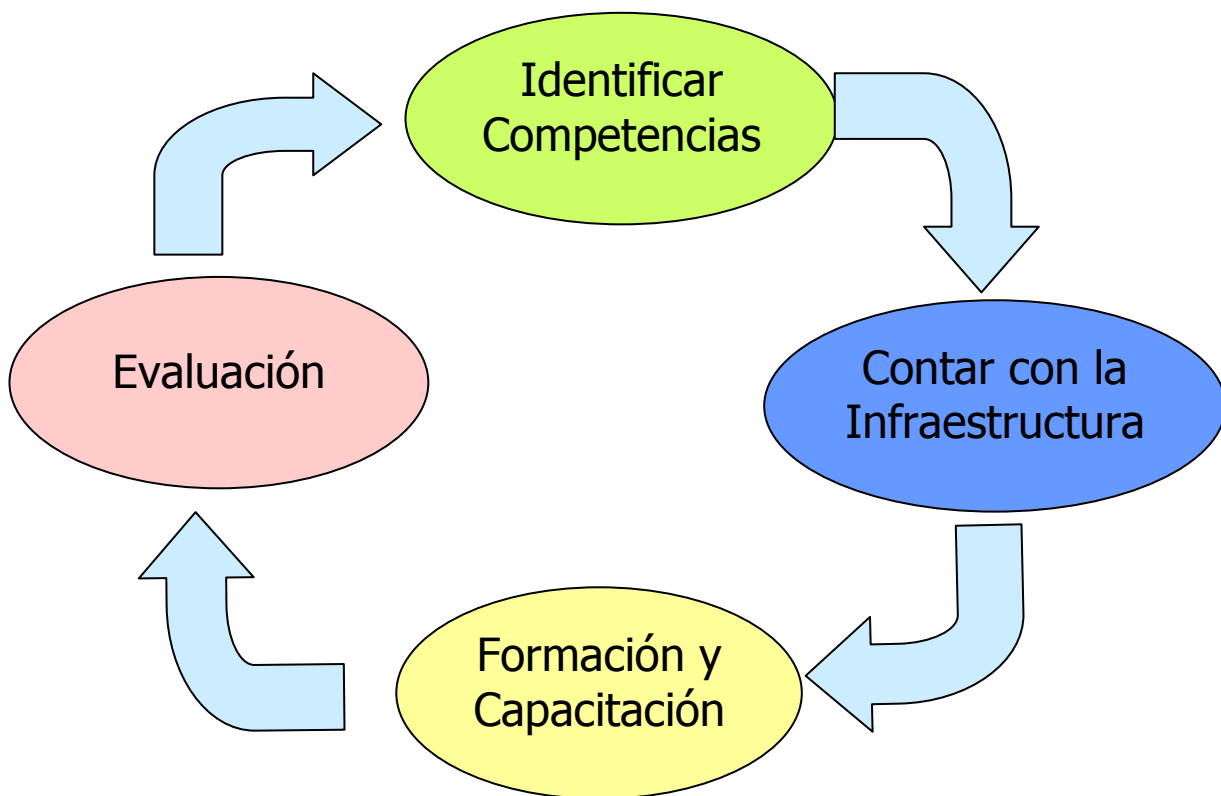 Identificar
Competencias
Contar con la
Infraestructura
Formación y
Capacitación
Evaluación